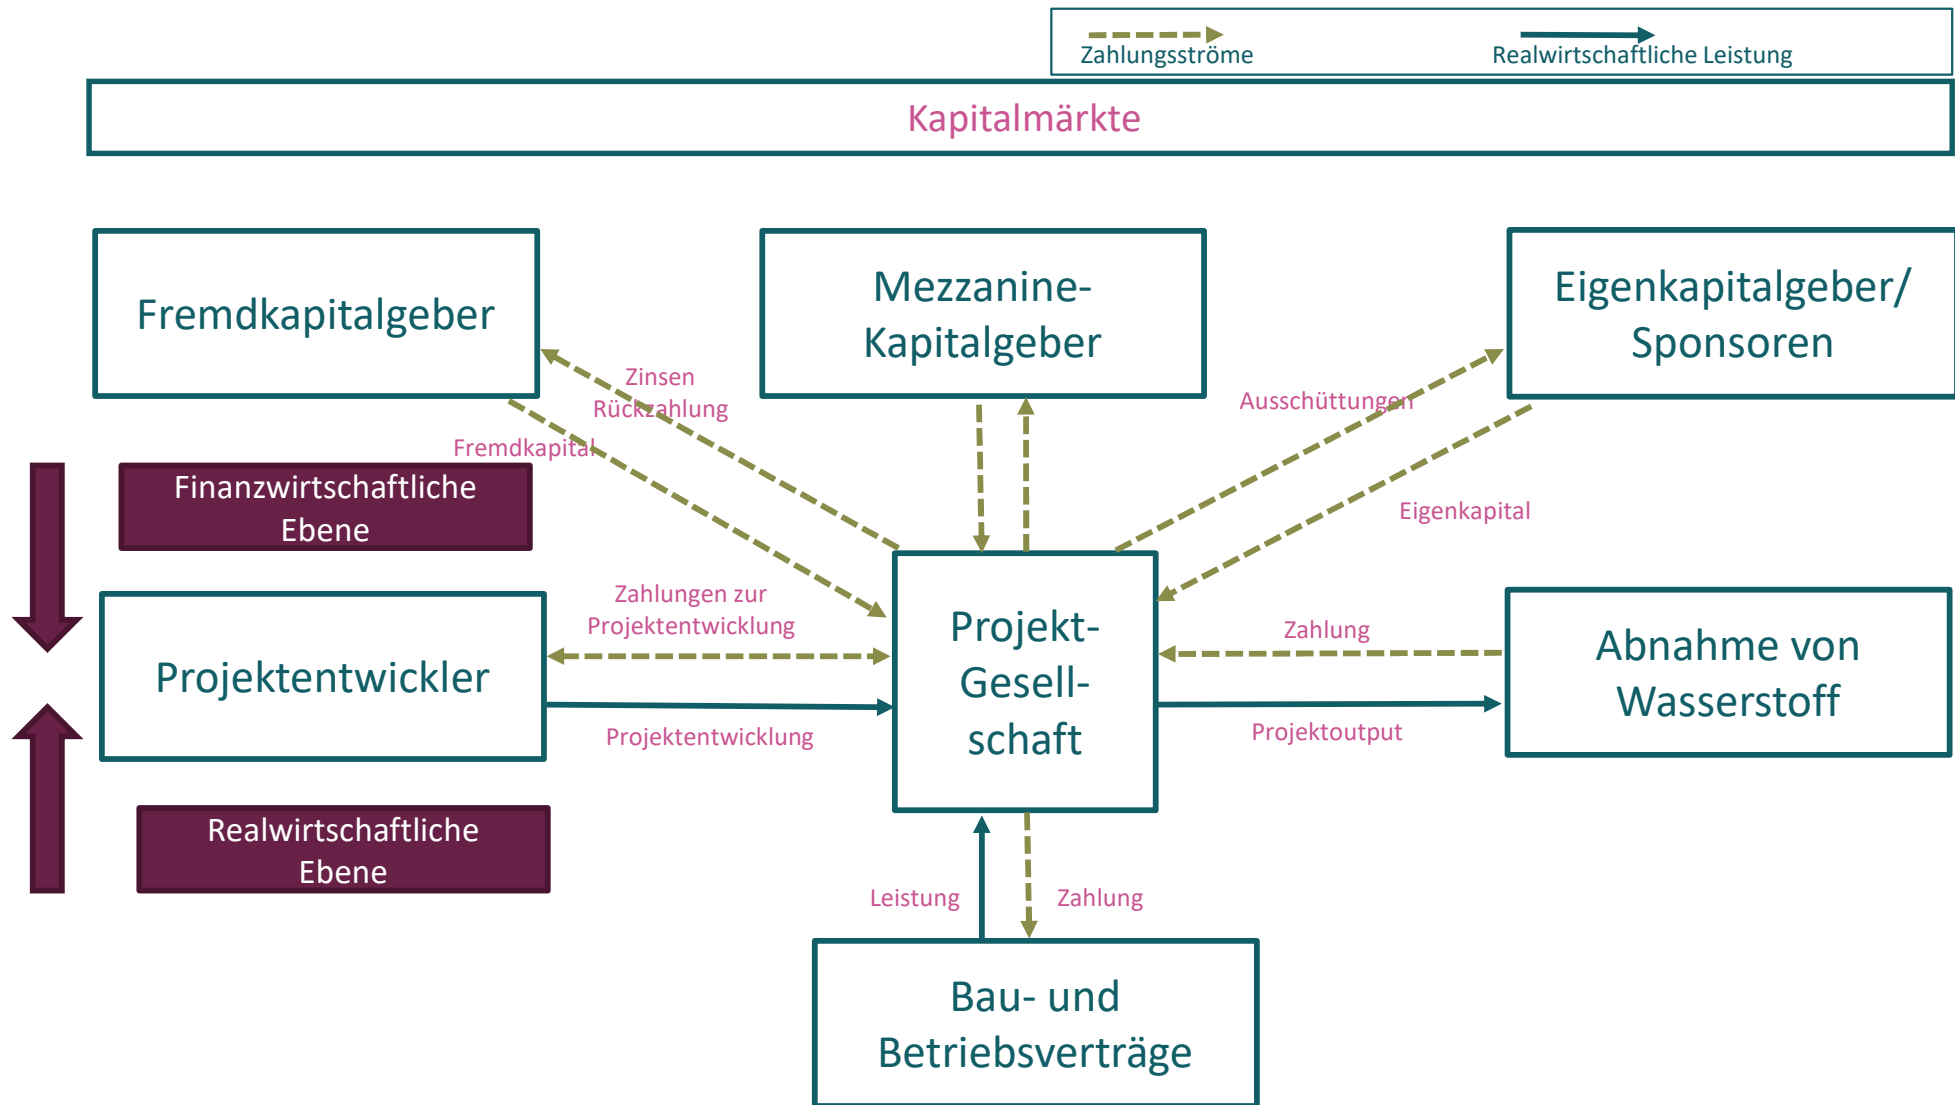 Zahlungsströme
Realwirtschaftliche Leistung
Kapitalmärkte
Fremdkapitalgeber
Mezzanine-
Kapitalgeber
Eigenkapitalgeber/
Sponsoren
Zinsen
Rückzahlung
Fremdkapital
Ausschüttungen
Eigenkapital
Finanzwirtschaftliche
Ebene
Zahlungen zur
Projektentwicklung
Projektentwickler
Projektentwicklung
Projekt-
Gesell-
schaft
Zahlung
Projektoutput
Abnahme von
Wasserstoff
Realwirtschaftliche
Ebene
Leistung
Zahlung
Bau- und
Betriebsverträge